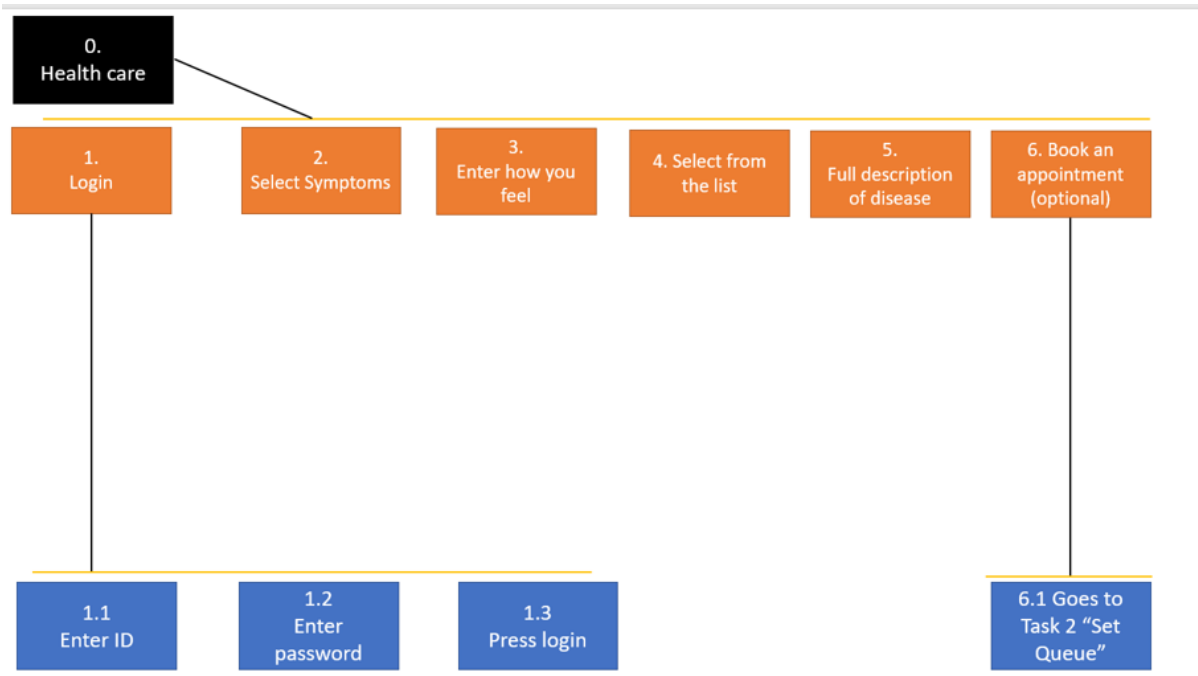 0.
Health care
1.
Login
2.
Select Symptoms
3.
Enter how you
feel
4. Select from
the list
5.
Full description
of disease
6. Book an
appointment
(optional)
1.1
Enter ID
1.2
Enter
password
1.3
Press login
6.1 Goes to
Task 2 “Set
Queue”